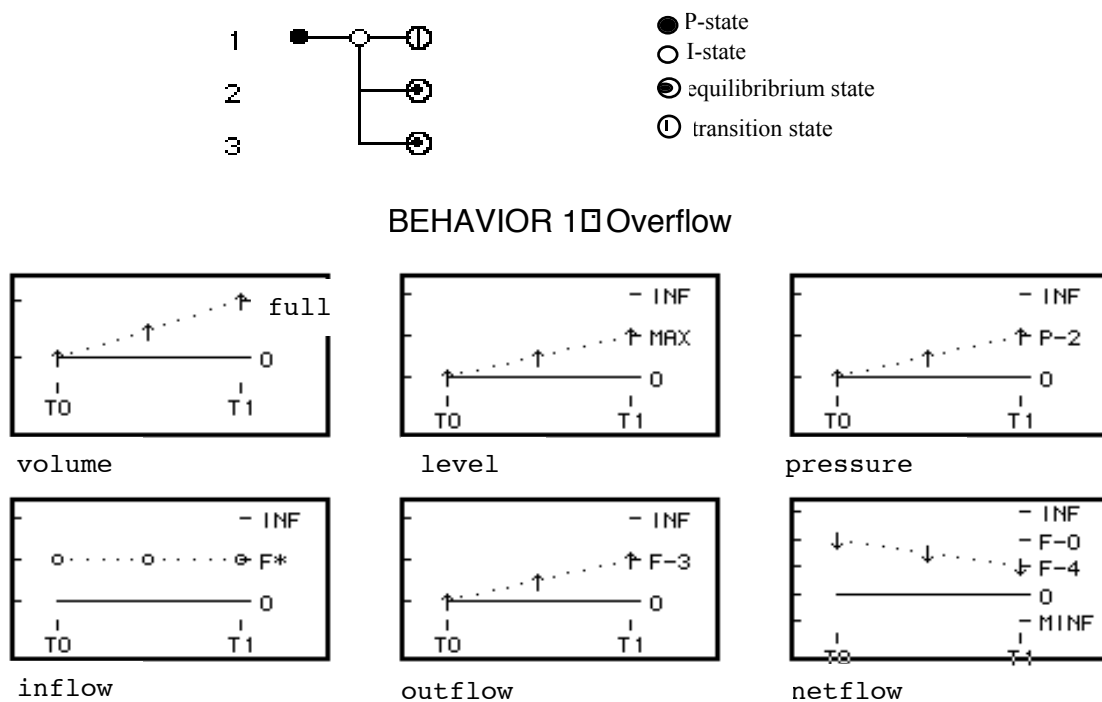 1
2
3
P-state
I-state
equilibribrium state
transition state
BEHAVIOR 1 Overflow
full
0
T0 T1
volume
INF
MAX
0
T0 T1
level
INF
P-2
0
T0 T1
pressure
INF
F*
0
T0 T1
inflow
INF
F-3
0
T0 T1
outflow
INF
F-0
F-4
0
MINF
T0 T1
netflow